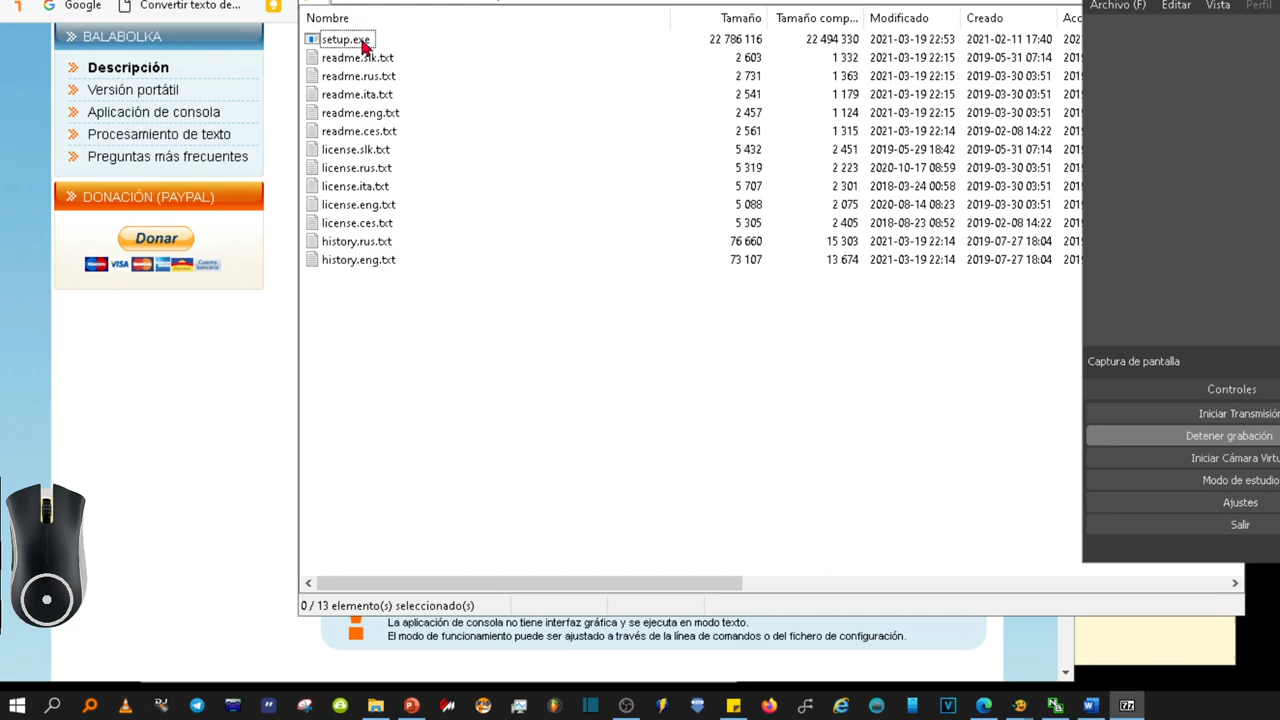 Google Convertir texto de...
BALABOLKA
Descripción
Versión portátil
Aplicación de consola
Procesamiento de texto
Preguntas más frecuentes
DONACIÓN (PAYPAL)
Donar
VISA
Cuenta bancaria
Nombre Tamaño Tamaño comp... Modificado Creado
setup.exe 22 786 116 22 494 330 2021-03-19 22:53 2021-02-11 17:40
readme.slk.txt 2 603 1 332 2021-03-19 22:15 2019-05-31 07:14
readme.rus.txt 2 731 1 363 2021-03-19 22:15 2019-03-30 03:51
readme.ita.txt 2 541 1 179 2021-03-19 22:15 2019-03-30 03:51
readme.eng.txt 2 457 1 124 2021-03-19 22:15 2019-03-30 03:51
readme.ces.txt 2 561 1 315 2021-03-19 22:14 2019-02-08 14:22
license.slk.txt 5 432 2 451 2019-05-29 18:42 2019-05-31 07:14
license.rus.txt 5 319 2 223 2020-10-17 08:59 2019-03-30 03:51
license.ita.txt 5 707 2 301 2018-03-24 00:58 2019-03-30 03:51
license.eng.txt 5 088 2 075 2020-08-14 08:23 2019-03-30 03:51
license.ces.txt 5 305 2 405 2018-08-23 08:52 2019-02-08 14:22
history.rus.txt 76 660 15 303 2021-03-19 22:14 2019-07-27 18:04
history.eng.txt 73 107 13 674 2021-03-19 22:14 2019-07-27 18:04
0 / 13 elemento(s) seleccionado(s)
La aplicación de consola no tiene interfaz gráfica y se ejecuta en modo texto.
El modo de funcionamiento puede ser ajustado a través de la línea de comandos o del fichero de configuración.
Archivo (F) Editar Vista Perfil
Captura de pantalla
Controles
Iniciar Transmisión
Detener grabación
Iniciar Cámara Virtu
Modo de estudio
Ajustes
Salir